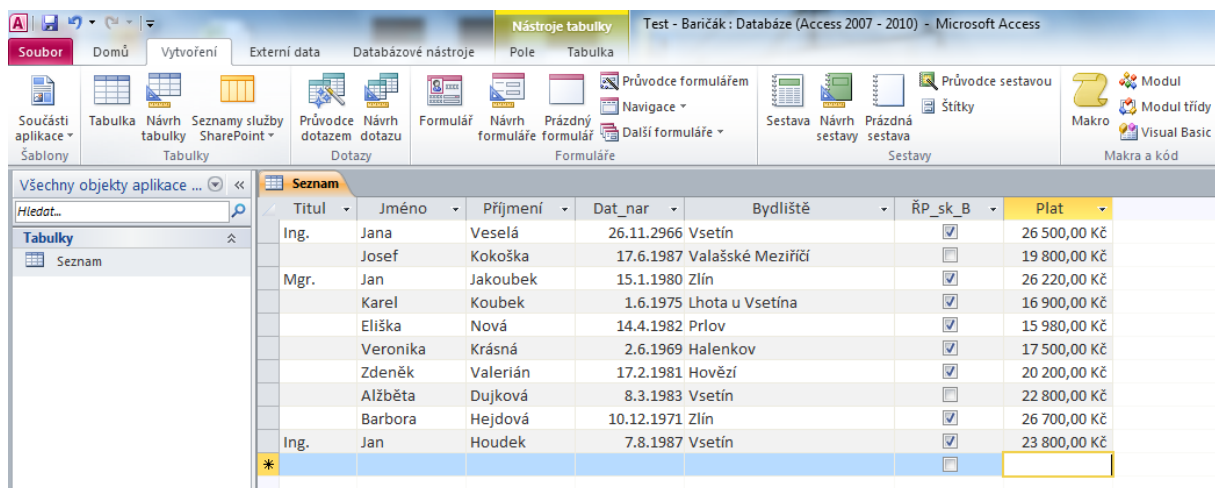 Nástroje tabulky Test - Baričák : Databáze (Access 2007 - 2010) - Microsoft Access
Soubor Domů Vytvoření Externí data Databázové nástroje Pole Tabulka
Součásti aplikace
Tabulka
Návrh tabulky
Seznamy služby SharePoint
Průvodce dotazem
Návrh dotazu
Formulář
Návrh formuláře
Prázdný formulář
Průvodce formulářem
Navigace
Další formuláře
Sestava
Návrh sestavy
Prázdná sestava
Průvodce sestavou
Štítky
Makro
Modul
Modul třídy
Visual Basic
Šablony Tabulky Dotazy Formuláře Sestavy Makra a kód
Všechny objekty aplikace ... «
Hledat...
Tabulky
Seznam
Seznam
Titul Jméno Příjmení Dat_nar Bydliště ŘP_sk_B Plat
Ing. Jana Veselá 26.11.1966 Vsetín 26 500,00 Kč
Josef Kokoška 17.6.1987 Valašské Meziříčí 19 800,00 Kč
Mgr. Jan Jakoubek 15.1.1980 Zlín 26 220,00 Kč
Karel Koubek 1.6.1975 Lhota u Vsetína 16 900,00 Kč
Eliška Nová 14.4.1982 Prlov 15 980,00 Kč
Veronika Krásná 2.6.1969 Halenkov 17 500,00 Kč
Zdeněk Valerián 17.2.1981 Hovězí 20 200,00 Kč
Alžběta Dujková 8.3.1983 Vsetín 22 800,00 Kč
Barbora Hejdová 10.12.1971 Zlín 26 700,00 Kč
Ing. Jan Houdek 7.8.1987 Vsetín 23 800,00 Kč